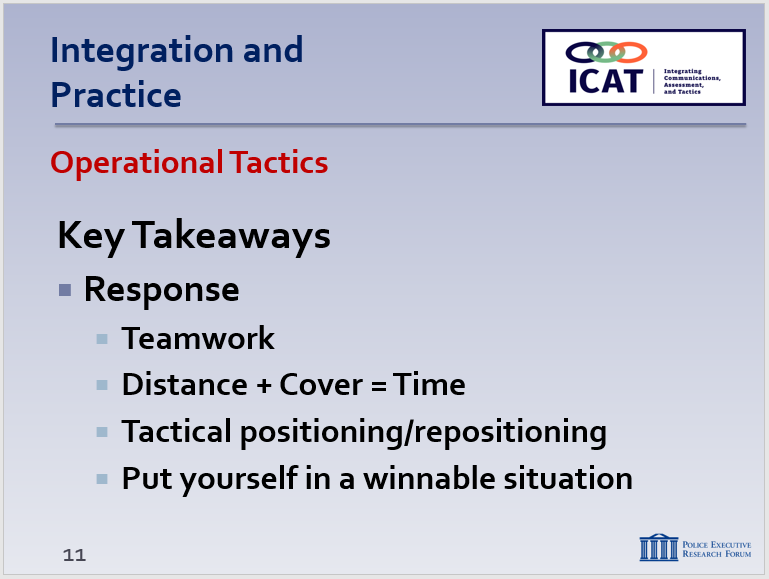 Integration and
Practice
ICAT
Integrating
Communications,
Assessment,
and Tactics
Operational Tactics
Key Takeaways
Response
Teamwork
Distance + Cover = Time
Tactical positioning/repositioning
Put yourself in a winnable situation
11
Police Executive
Research Forum